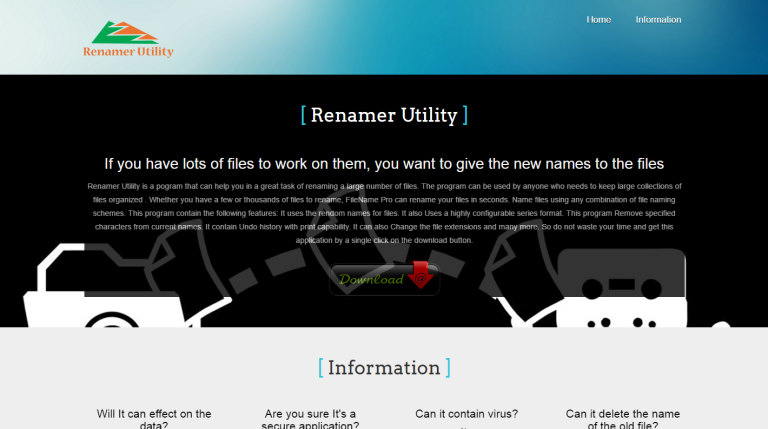 Home Information
Renamer Utility
[ Renamer Utility ]
If you have lots of files to work on them, you want to give the new names to the files
Renamer Utility is a pogram that can help you in a great task of renaming a large number of files. The program can be used by anyone who needs to keep large collections
files organized . Whether you have a few or thousands of files to rename, FileName Pro can rename your files in seconds. Name files using any combination of file naming
schemes. This program contain the following features: It uses the rendom names for files. It also Uses a highly configurable series format. This program Remove specified
characters from current names. It contain Undo history with print capability. It can also Change the file extensions and many more. So do not waste your time and get this
application by a single click on the download button.
Download
[ Information ]
Will It can effect on the
data?
Are you sure It's a
secure application?
Can it contain virus?
Can it delete the name
of the old file?